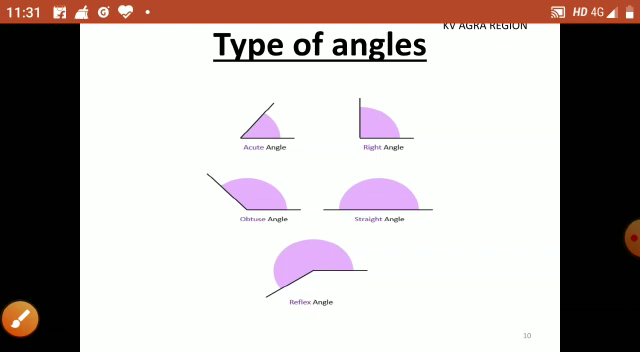 11:31
HD 4G
KV AGRA REGION
Type of angles
Acute Angle
Right Angle
Obtuse Angle
Straight Angle
Reflex Angle
10